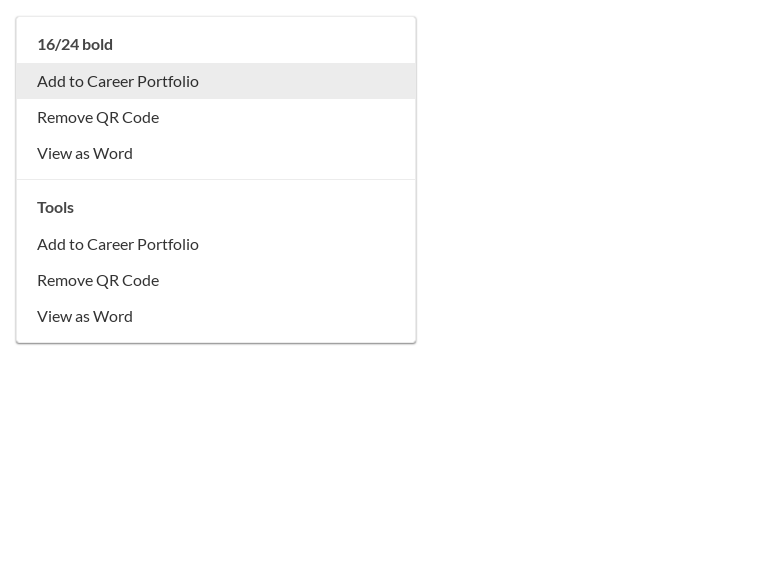 16/24 bold
Add to Career Portfolio
Remove QR Code
View as Word
Tools
Add to Career Portfolio
Remove QR Code
View as Word